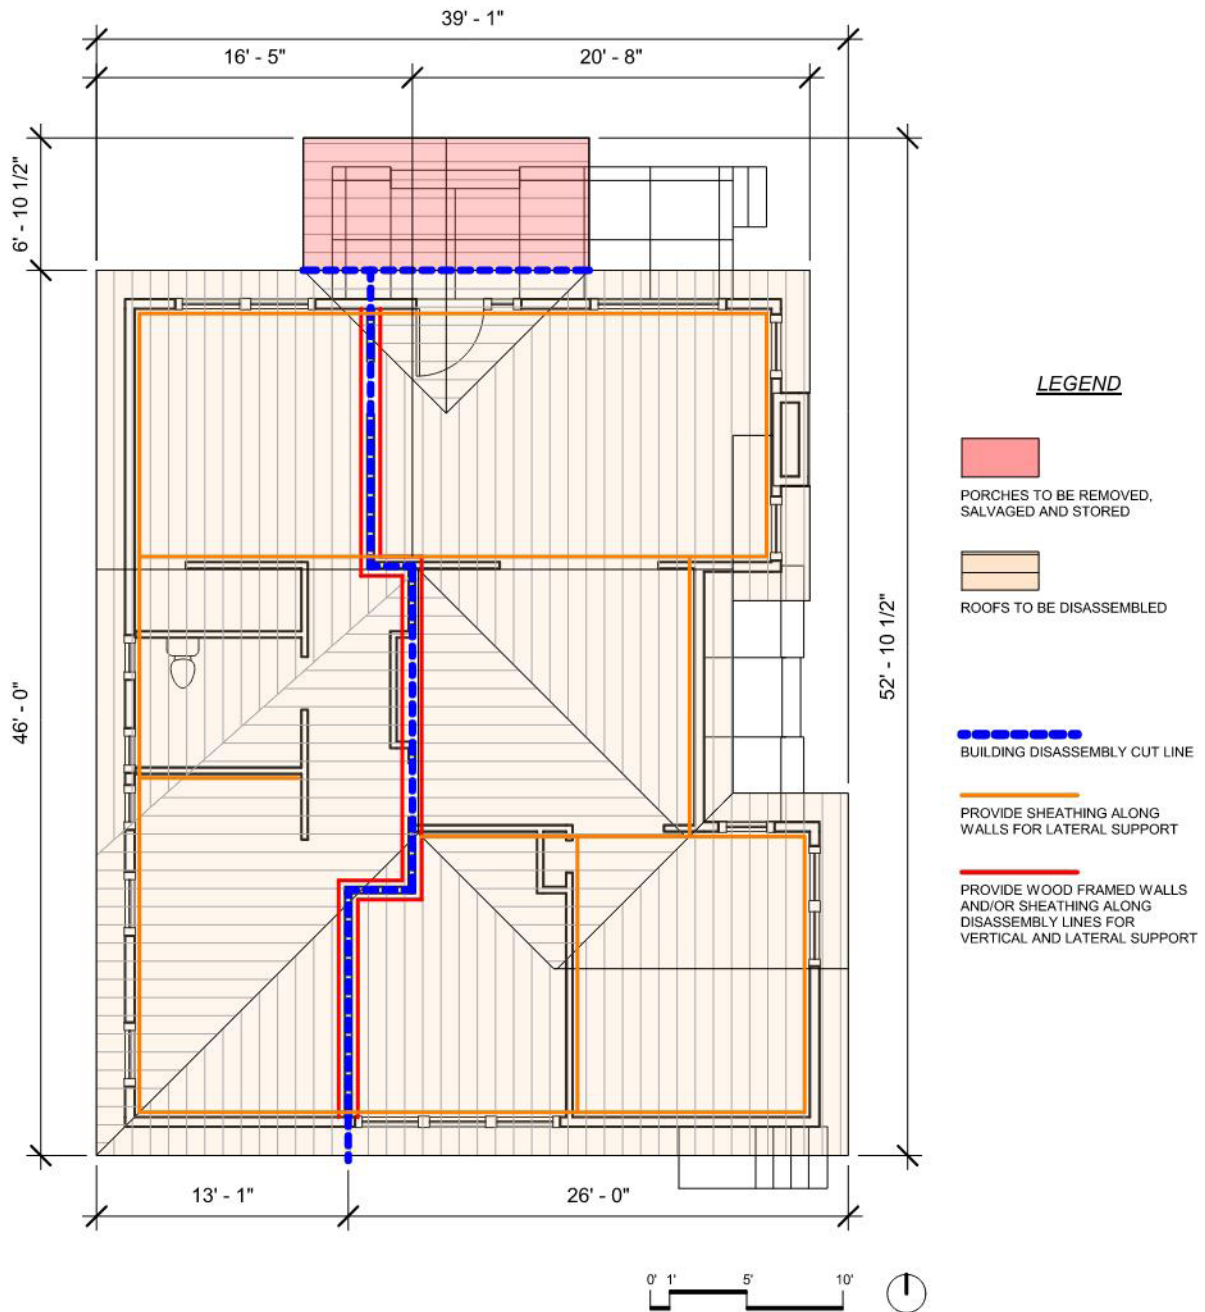 39' - 1"
16' - 5"
20' - 8"
6' - 10 1/2"
LEGEND
PORCHES TO BE REMOVED,
SALVAGED AND STORED
ROOFS TO BE DISASSEMBLED
52' - 10 1/2"
46' - 0"
BUILDING DISASSEMBLY CUT LINE
PROVIDE SHEATHING ALONG
WALLS FOR LATERAL SUPPORT
PROVIDE WOOD FRAMED WALLS
AND/OR SHEATHING ALONG
DISASSEMBLY LINES FOR
VERTICAL AND LATERAL SUPPORT
13' - 1"
26' - 0"
0' 1' 5' 10'